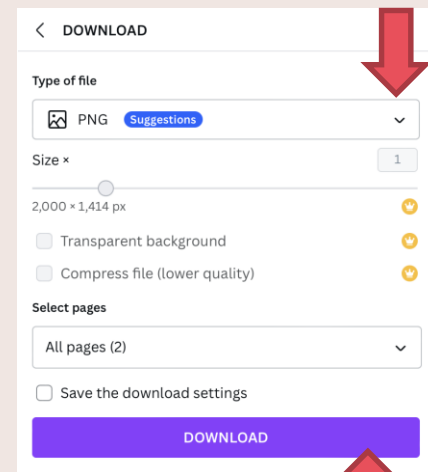 DOWNLOAD
Type of file
PNG Suggestions
Size × 1
2,000 × 1,414 px
Transparent background
Compress file (lower quality)
Select pages
All pages (2)
Save the download settings
DOWNLOAD